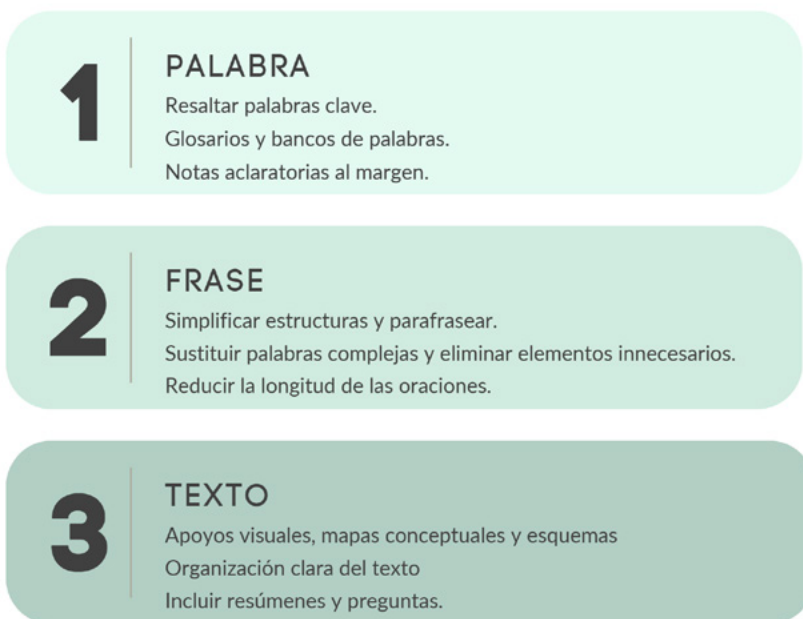 1
PALABRA
Resaltar palabras clave.
Glosarios y bancos de palabras.
Notas aclaratorias al margen.
2
FRASE
Simplificar estructuras y parafrasear.
Sustituir palabras complejas y eliminar elementos innecesarios.
Reducir la longitud de las oraciones.
3
TEXTO
Apoyos visuales, mapas conceptuales y esquemas
Organización clara del texto
Incluir resúmenes y preguntas.